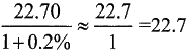 22.70/(1+0.2%) ≈ 22.7/1 = 22.7